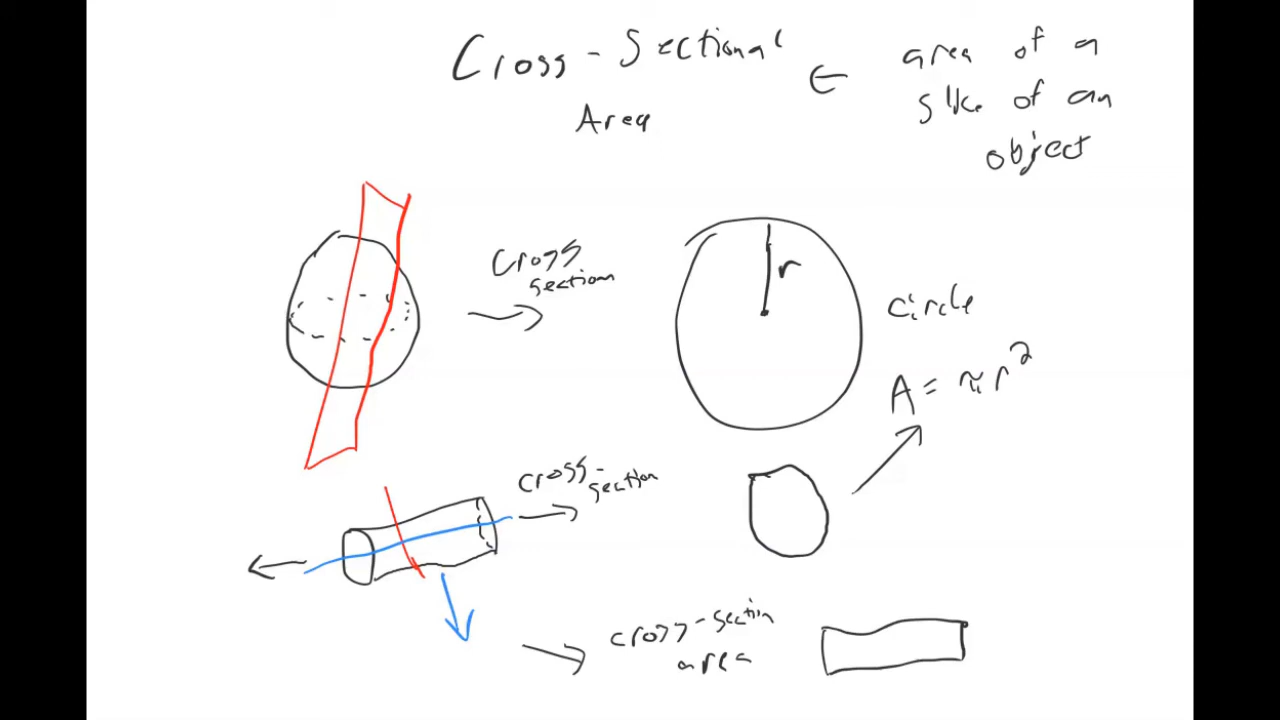 Cross-Sectional
Area
← area of a
slice of an
object
cross
section
r
circle
A = πr²
cross-
section
cross-section
area